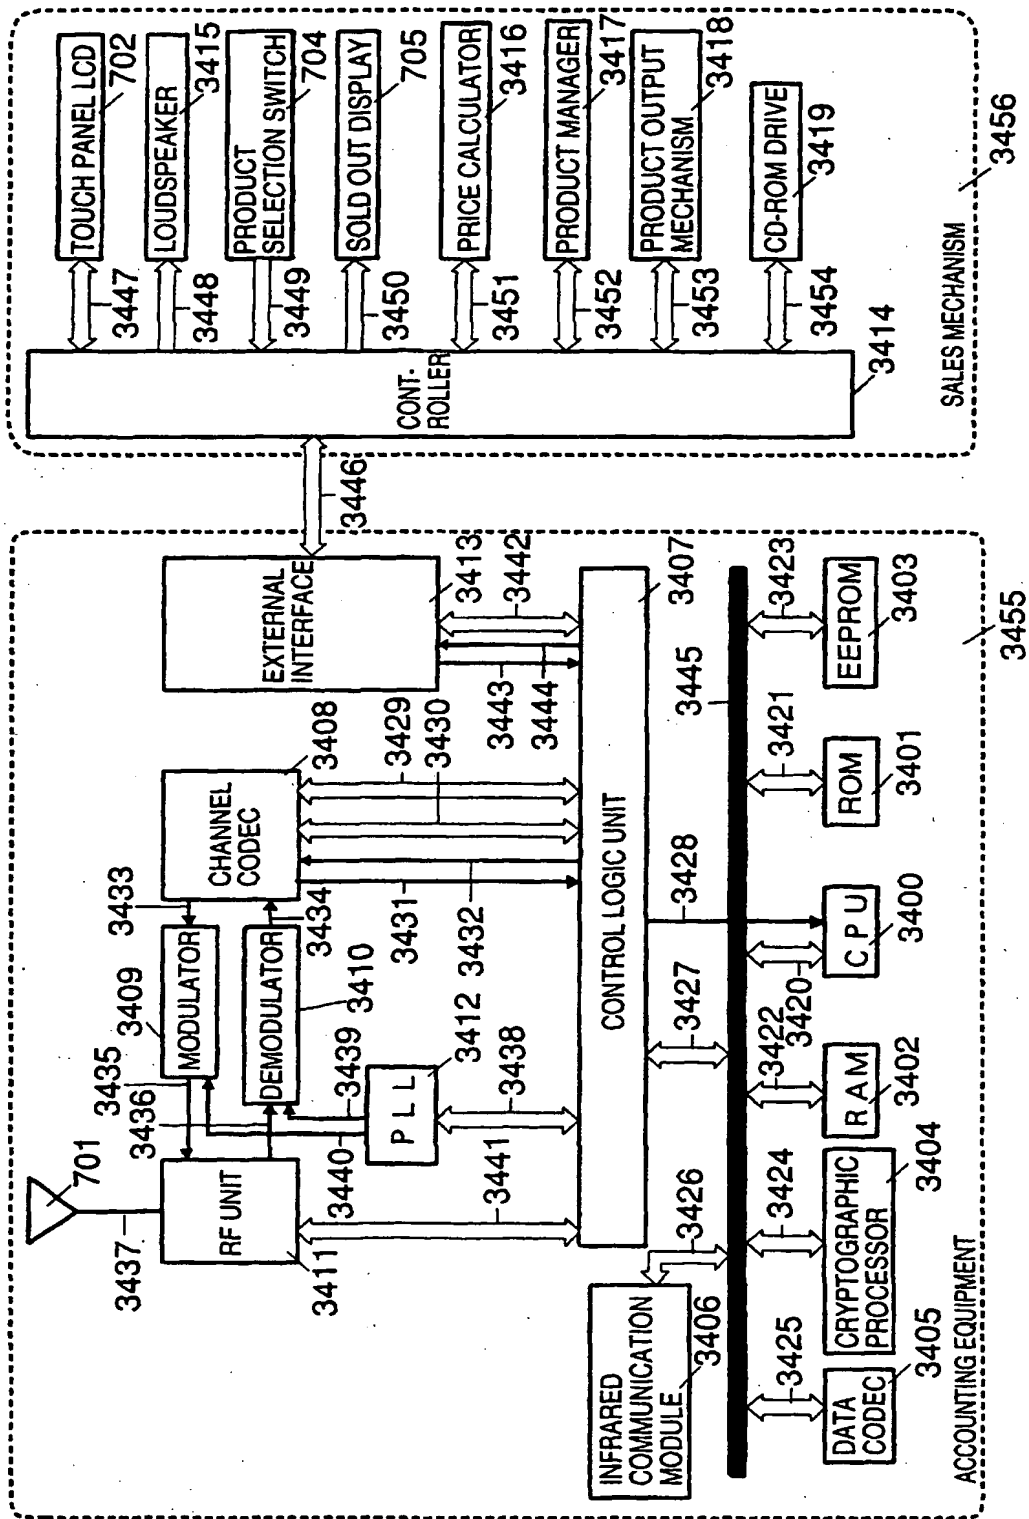 701
3437
RF UNIT
3411
3435
3436
3409
MODULATOR
DEMODULATOR
3410
3433
3434
CHANNEL
CODEC
3408
EXTERNAL
INTERFACE
3413
3440
3439
P L L
3412
3441
3438
3431
3432
3430
3429
3443
3444
3442
CONTROL LOGIC UNIT
3407
INFRARED
COMMUNICATION
MODULE
3406
3426
3427
3428
3445
3425
3424
3422
3420
3421
3423
DATA
CODEC
3405
CRYPTOGRAPHIC
PROCESSOR
3404
R A M
3402
C P U
3400
ROM
3401
EEPROM
3403
ACCOUNTING EQUIPMENT
3455
3446
CONT-
ROLLER
3414
3447
TOUCH PANEL LCD
702
3448
LOUDSPEAKER
3415
3449
PRODUCT
SELECTION SWITCH
704
3450
SOLD OUT DISPLAY
705
3451
PRICE CALCULATOR
3416
3452
PRODUCT MANAGER
3417
3453
PRODUCT OUTPUT
MECHANISM
3418
3454
CD-ROM DRIVE
3419
SALES MECHANISM
3456